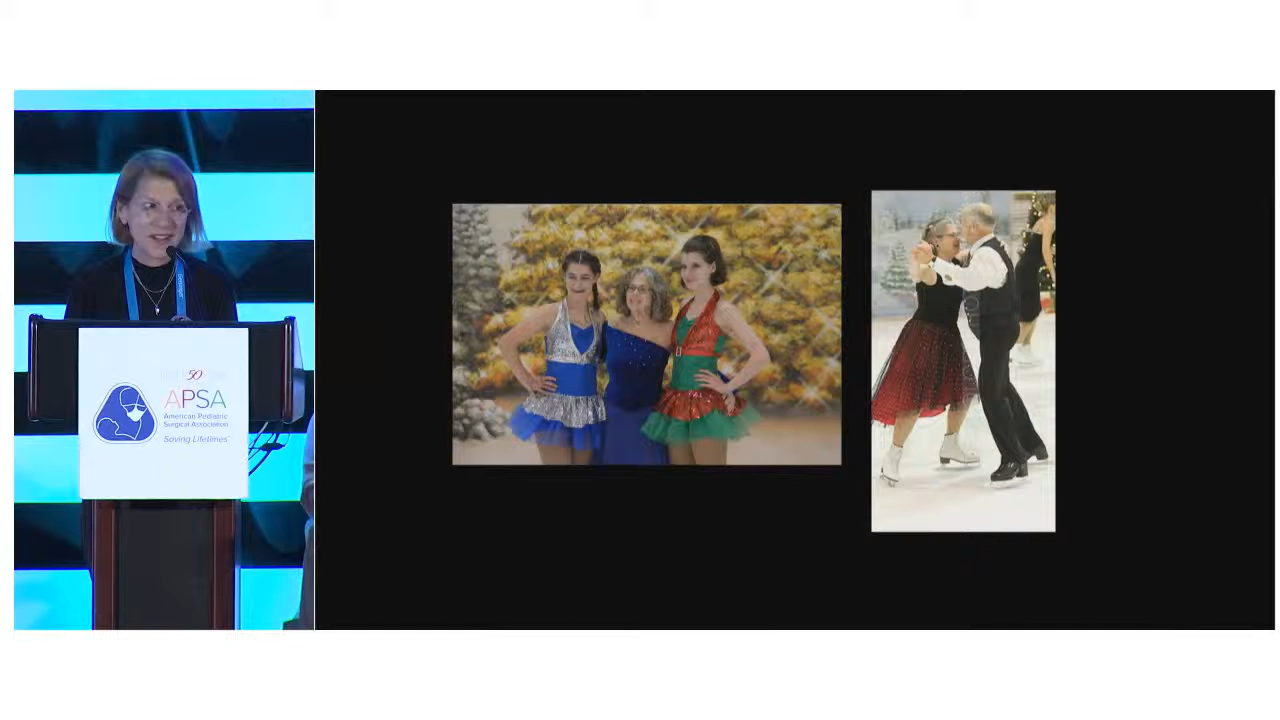 50
APSA
American Pediatric
Surgical Association
Saving Lifetimes